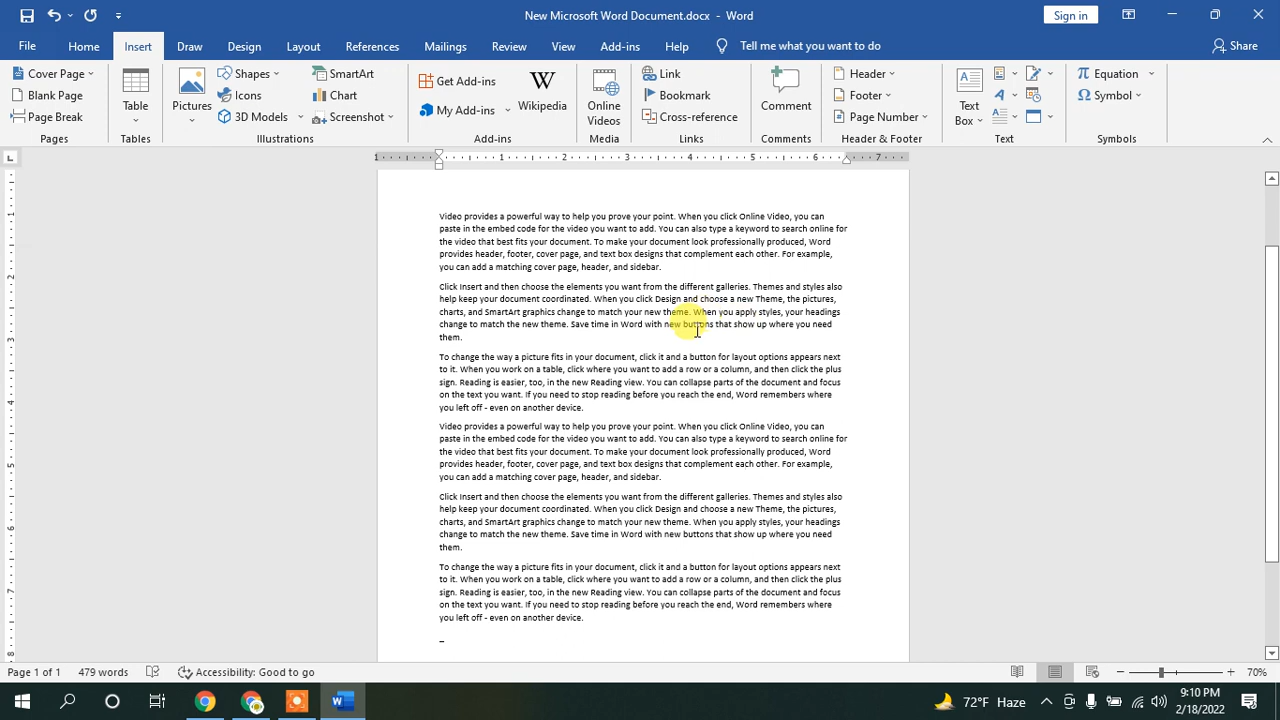 New Microsoft Word Document.docx - Word
Sign in
File Home Insert Draw Design Layout References Mailings Review View Add-ins Help Tell me what you want to do Share
Cover Page
Blank Page
Page Break
Pages
Table
Tables
Pictures
Shapes
Icons
3D Models
SmartArt
Chart
Screenshot
Illustrations
Get Add-ins
My Add-ins
Wikipedia
Add-ins
Online
Videos
Media
Link
Bookmark
Cross-reference
Links
Comment
Comments
Header
Footer
Page Number
Header & Footer
Text
Box
Text
Equation
Symbol
Symbols
1 1 2 3 4 5 6 7
1
2
3
4
5
6
7
8
Video provides a powerful way to help you prove your point. When you click Online Video, you can
paste in the embed code for the video you want to add. You can also type a keyword to search online for
the video that best fits your document. To make your document look professionally produced, Word
provides header, footer, cover page, and text box designs that complement each other. For example,
you can add a matching cover page, header, and sidebar.
Click Insert and then choose the elements you want from the different galleries. Themes and styles also
help keep your document coordinated. When you click Design and choose a new Theme, the pictures,
charts, and SmartArt graphics change to match your new theme. When you apply styles, your headings
change to match the new theme. Save time in Word with new buttons that show up where you need
them.
To change the way a picture fits in your document, click it and a button for layout options appears next
to it. When you work on a table, click where you want to add a row or a column, and then click the plus
sign. Reading is easier, too, in the new Reading view. You can collapse parts of the document and focus
on the text you want. If you need to stop reading before you reach the end, Word remembers where
you left off - even on another device.
Video provides a powerful way to help you prove your point. When you click Online Video, you can
paste in the embed code for the video you want to add. You can also type a keyword to search online for
the video that best fits your document. To make your document look professionally produced, Word
provides header, footer, cover page, and text box designs that complement each other. For example,
you can add a matching cover page, header, and sidebar.
Click Insert and then choose the elements you want from the different galleries. Themes and styles also
help keep your document coordinated. When you click Design and choose a new Theme, the pictures,
charts, and SmartArt graphics change to match your new theme. When you apply styles, your headings
change to match the new theme. Save time in Word with new buttons that show up where you need
them.
To change the way a picture fits in your document, click it and a button for layout options appears next
to it. When you work on a table, click where you want to add a row or a column, and then click the plus
sign. Reading is easier, too, in the new Reading view. You can collapse parts of the document and focus
on the text you want. If you need to stop reading before you reach the end, Word remembers where
you left off - even on another device.
Page 1 of 1 479 words Accessibility: Good to go 70%
72°F Haze
9:10 PM
2/18/2022